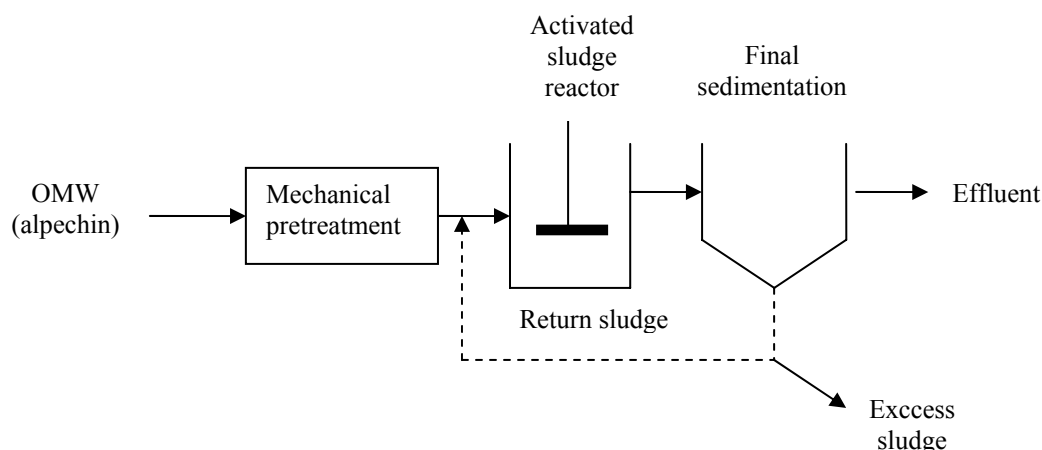 Activated
sludge
reactor
Final
sedimentation
OMW
(alpechin)
Mechanical
pretreatment
Effluent
Return sludge
Exccess
sludge